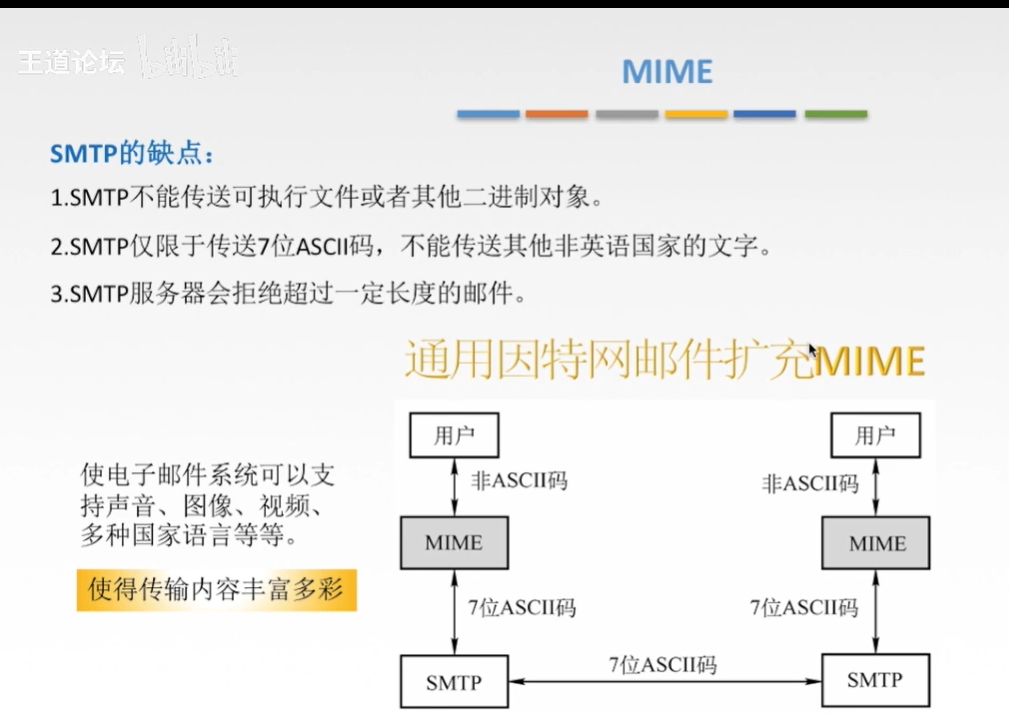 王道论坛 bilibili
MIME
SMTP的缺点：
1.SMTP不能传送可执行文件或者其他二进制对象。
2.SMTP仅限于传送7位ASCII码，不能传送其他非英语国家的文字。
3.SMTP服务器会拒绝超过一定长度的邮件。
通用因特网邮件扩充MIME
使电子邮件系统可以支
持声音、图像、视频、
多种国家语言等等。
使得传输内容丰富多彩
用户
用户
非ASCII码
非ASCII码
MIME
MIME
7位ASCII码
7位ASCII码
7位ASCII码
SMTP
SMTP